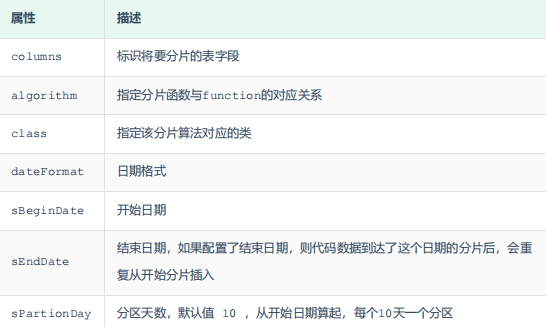 属性 描述
columns 标识将要分片的表字段
algorithm 指定分片函数与function的对应关系
class 指定该分片算法对应的类
dateFormat 日期格式
sBeginDate 开始日期
sEndDate 结束日期，如果配置了结束日期，则代码数据到达了这个日期的分片后，会重
复从开始分片插入
sPartionDay 分区天数，默认值 10 ，从开始日期算起，每个10天一个分区